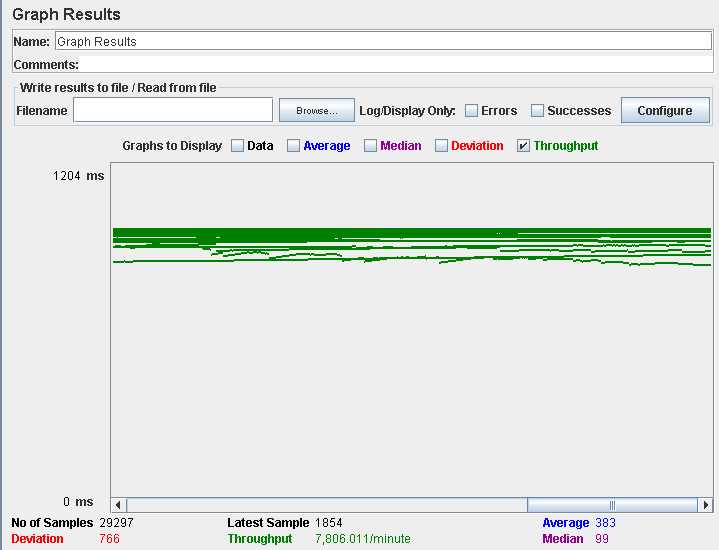 Graph Results
Name: Graph Results
Comments:
Write results to file / Read from file
Filename Browse... Log/Display Only: Errors Successes Configure
Graphs to Display Data Average Median Deviation Throughput
1204 ms
0 ms
No of Samples 29297 Latest Sample 1854 Average 383
Deviation 766 Throughput 7,806.011/minute Median 99